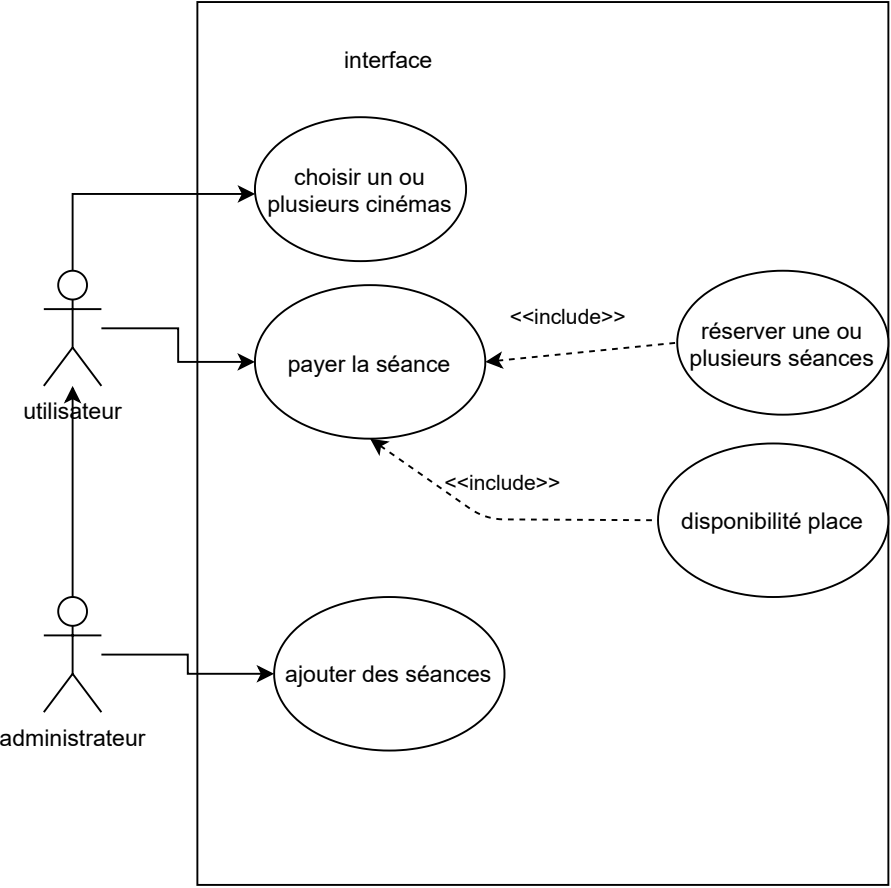 interface
choisir un ou
plusieurs cinémas
<<include>>
réserver une ou
plusieurs séances
payer la séance
utilisateur
<<include>>
disponibilité place
ajouter des séances
administrateur